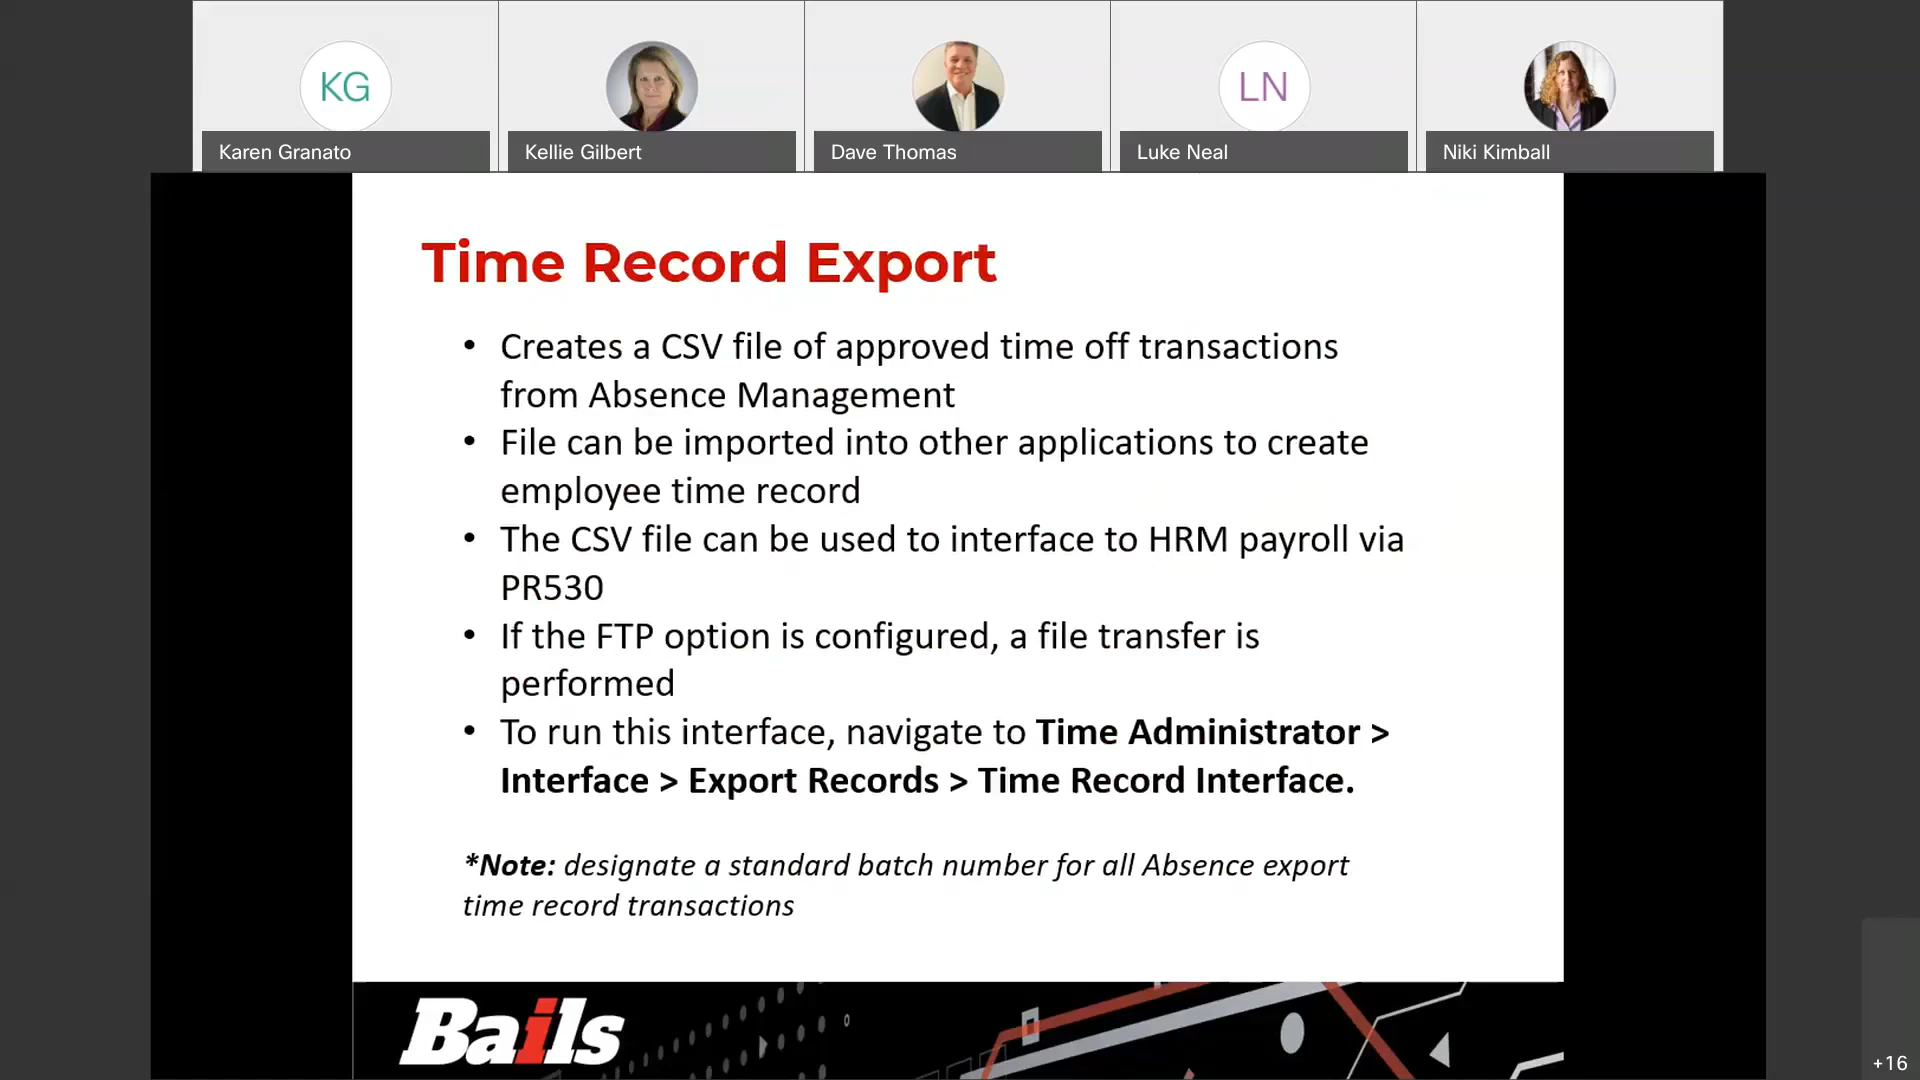 KG
LN
Karen Granato
Kellie Gilbert
Dave Thomas
Luke Neal
Niki Kimball
Time Record Export
• Creates a CSV file of approved time off transactions
from Absence Management
• File can be imported into other applications to create
employee time record
• The CSV file can be used to interface to HRM payroll via
PR530
• If the FTP option is configured, a file transfer is
performed
• To run this interface, navigate to Time Administrator >
Interface > Export Records > Time Record Interface.
*Note: designate a standard batch number for all Absence export
time record transactions
Bails
+16